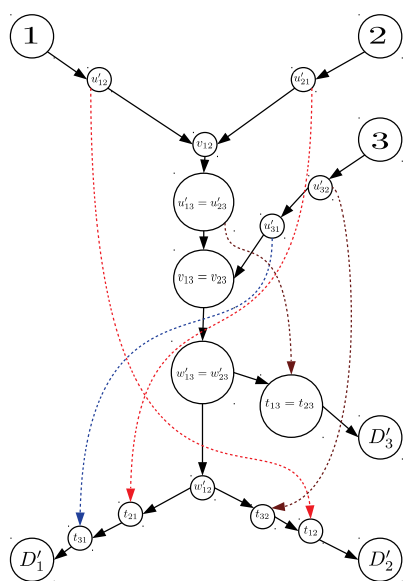 1 2
u′₁₂ u′₂₁
3
v₁₂
u′₃₂
u′₁₃ = u′₂₃
u′₃₁
v₁₃ = v₂₃
w′₁₃ = w′₂₃
t₁₃ = t₂₃
D′₃
w′₁₂
t₂₁ t₃₂
t₃₁ t₁₂
D′₁ D′₂